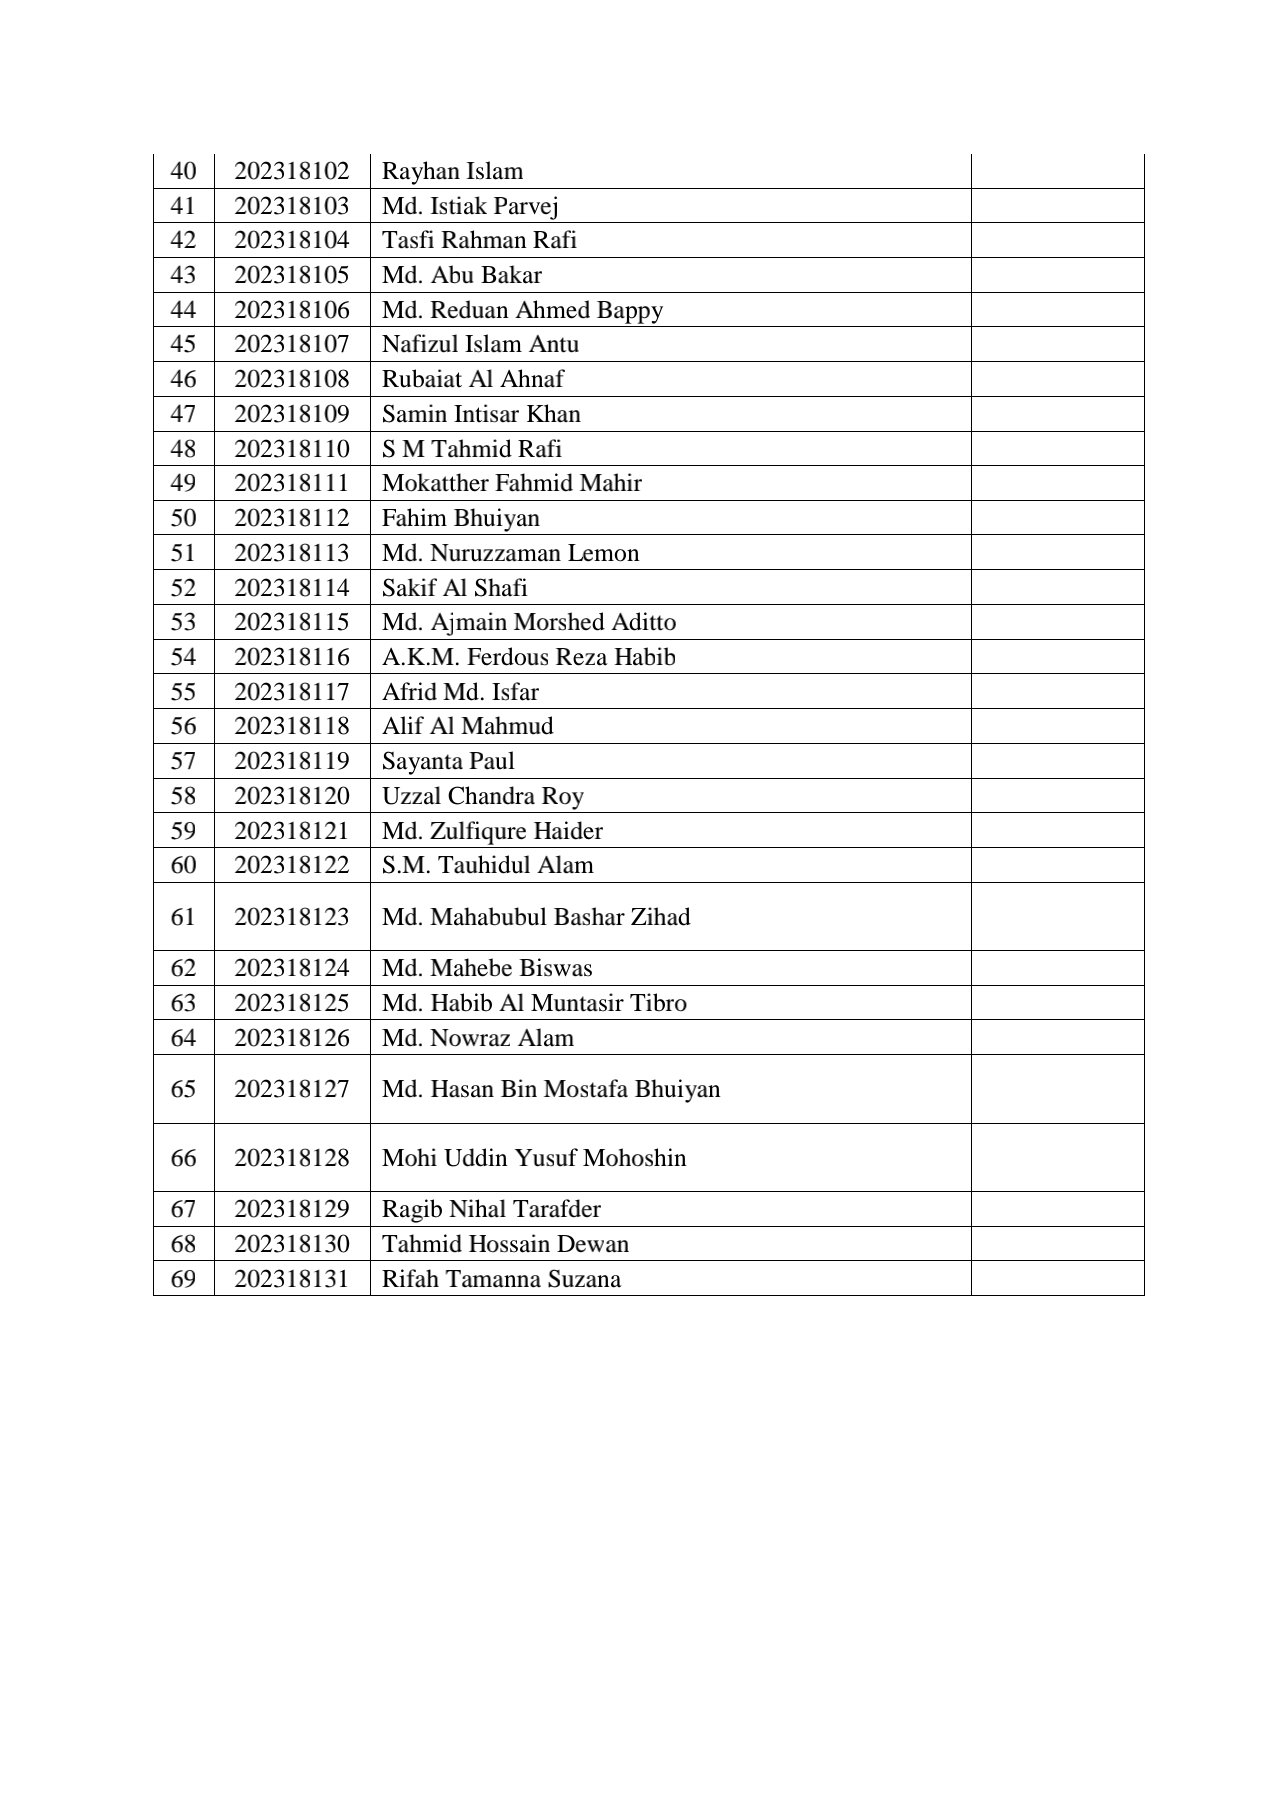 40 202318102 Rayhan Islam
41 202318103 Md. Istiak Parvej
42 202318104 Tasfi Rahman Rafi
43 202318105 Md. Abu Bakar
44 202318106 Md. Reduan Ahmed Bappy
45 202318107 Nafizul Islam Antu
46 202318108 Rubaiat Al Ahnaf
47 202318109 Samin Intisar Khan
48 202318110 S M Tahmid Rafi
49 202318111 Mokatther Fahmid Mahir
50 202318112 Fahim Bhuiyan
51 202318113 Md. Nuruzzaman Lemon
52 202318114 Sakif Al Shafi
53 202318115 Md. Ajmain Morshed Aditto
54 202318116 A.K.M. Ferdous Reza Habib
55 202318117 Afrid Md. Isfar
56 202318118 Alif Al Mahmud
57 202318119 Sayanta Paul
58 202318120 Uzzal Chandra Roy
59 202318121 Md. Zulfiqure Haider
60 202318122 S.M. Tauhidul Alam
61 202318123 Md. Mahabubul Bashar Zihad
62 202318124 Md. Mahebe Biswas
63 202318125 Md. Habib Al Muntasir Tibro
64 202318126 Md. Nowraz Alam
65 202318127 Md. Hasan Bin Mostafa Bhuiyan
66 202318128 Mohi Uddin Yusuf Mohoshin
67 202318129 Ragib Nihal Tarafder
68 202318130 Tahmid Hossain Dewan
69 202318131 Rifah Tamanna Suzana